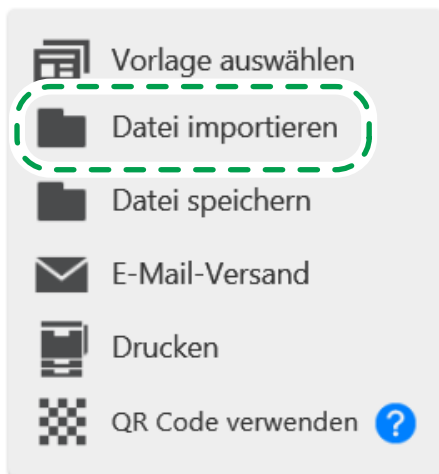 Vorlage auswählen
Datei importieren
Datei speichern
E-Mail-Versand
Drucken
QR Code verwenden ?